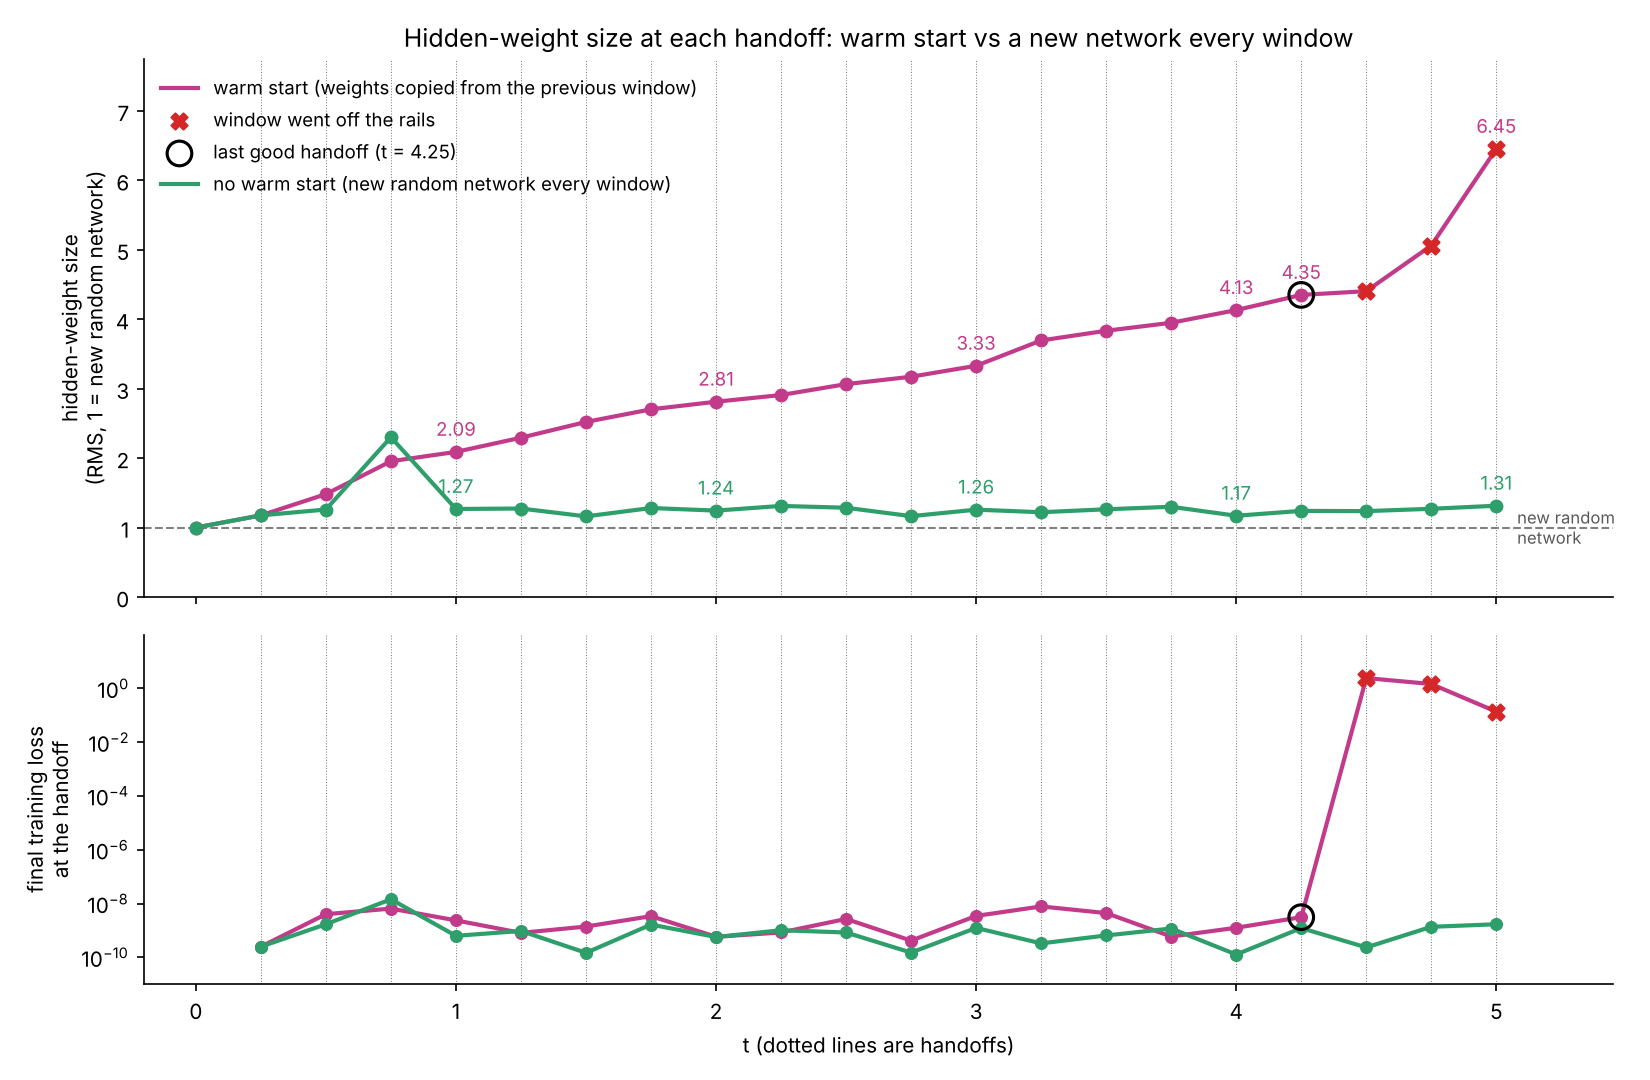 Hidden-weight size at each handoff: warm start vs a new network every window
warm start (weights copied from the previous window)
window went off the rails
last good handoff (t = 4.25)
no warm start (new random network every window)
hidden-weight size
(RMS, 1 = new random network)
7
6
5
4
3
2
1
0
2.09
2.81
3.33
4.13
4.35
6.45
1.27
1.24
1.26
1.17
1.31
new random
network
final training loss
at the handoff
10⁰
10⁻²
10⁻⁴
10⁻⁶
10⁻⁸
10⁻¹⁰
0 1 2 3 4 5
t (dotted lines are handoffs)